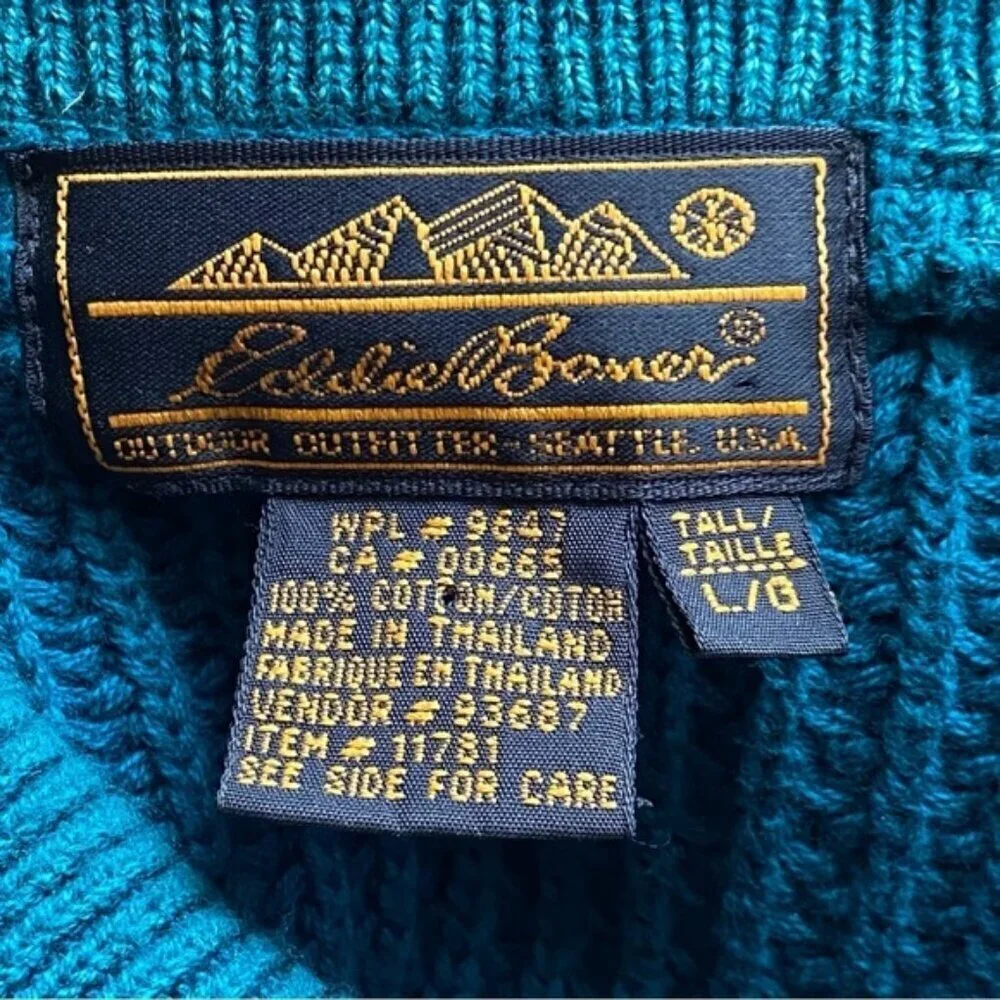 Eddie Bauer®
OUTDOOR OUTFITTER-SEATTLE. U.S.A.
WPL # 9647
CA # 00665
100% COTTON/COTON
MADE IN THAILAND
FABRIQUE EN THAILAND
VENDOR # 93687
ITEM # 11781
SEE SIDE FOR CARE
TALL/
TAILLE
L/G